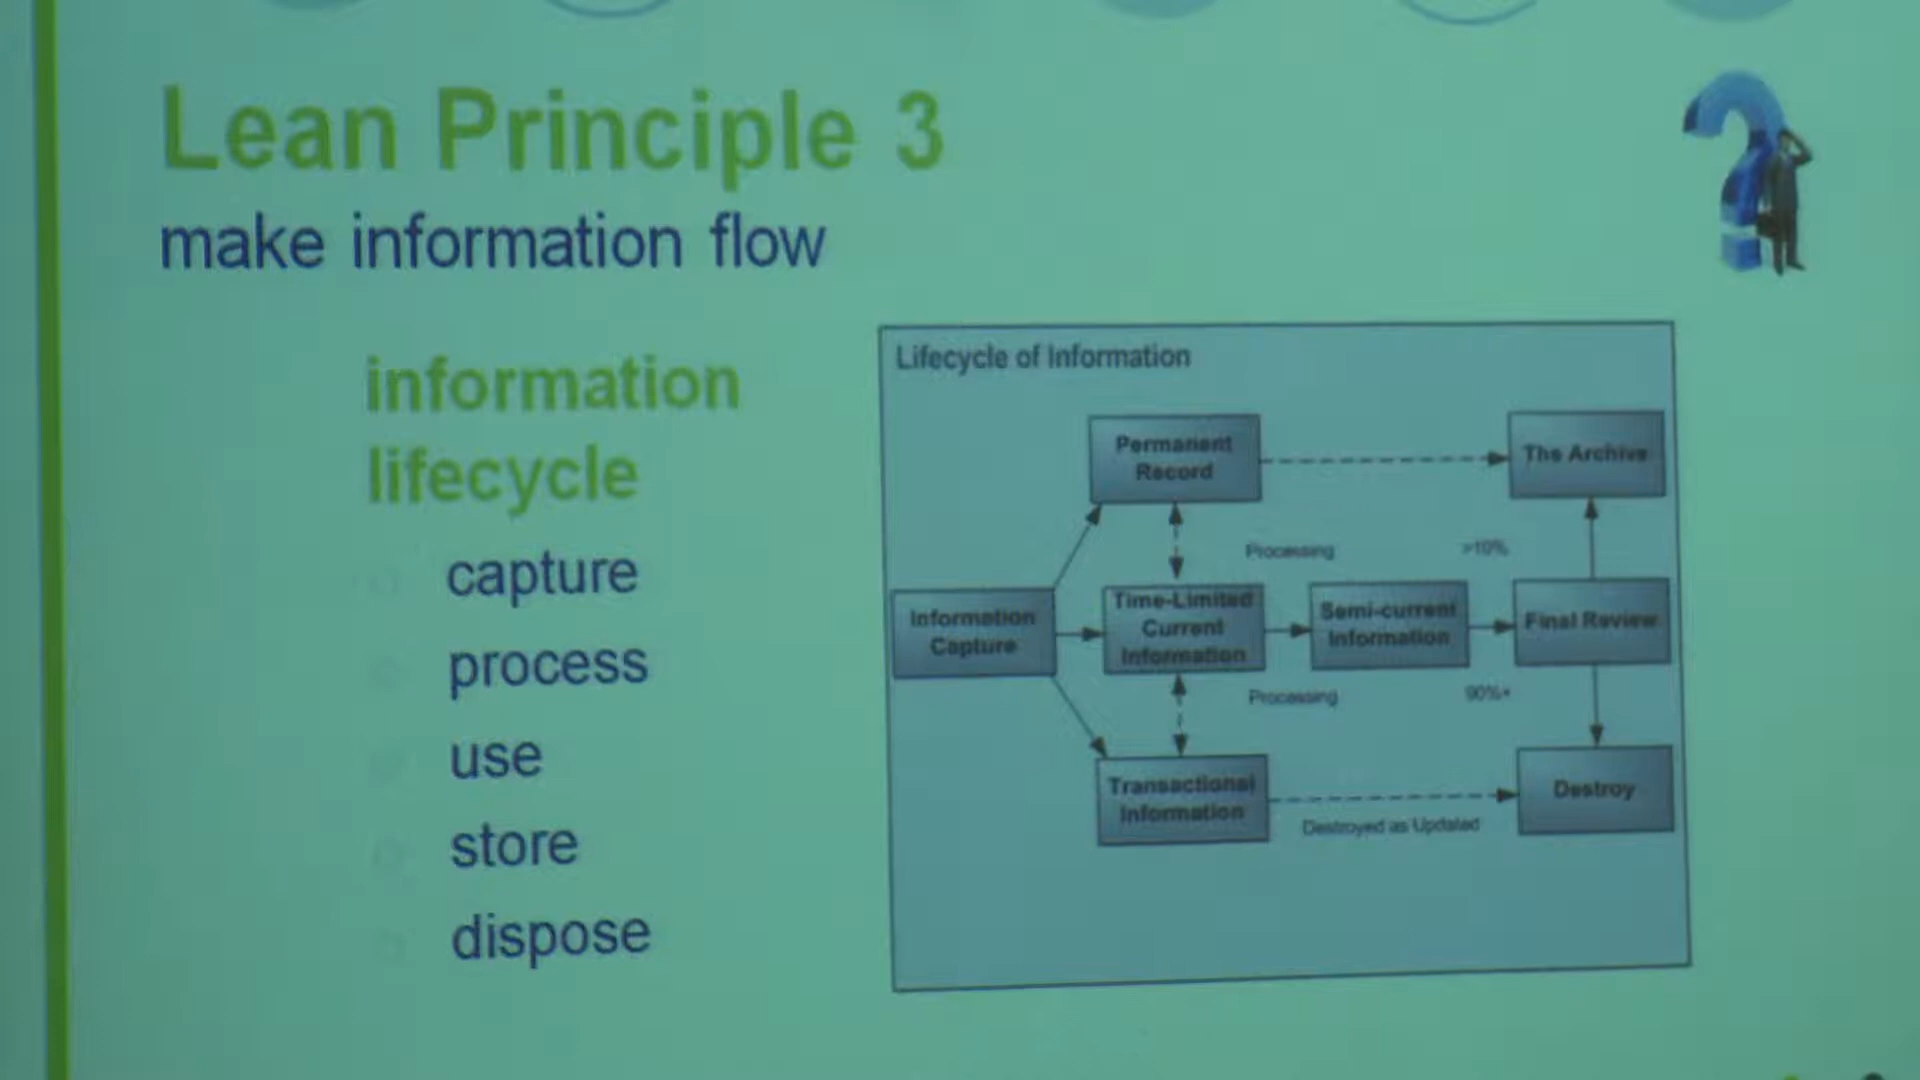 Lean Principle 3
make information flow
information
lifecycle
capture
process
use
store
dispose
Lifecycle of Information
Permanent
Record
The Archive
Processing
>10%
Information
Capture
Time-Limited
Current
Information
Semi-current
Information
Final Review
Processing
90%+
Transactional
Information
Destroy
Destroyed as Updated